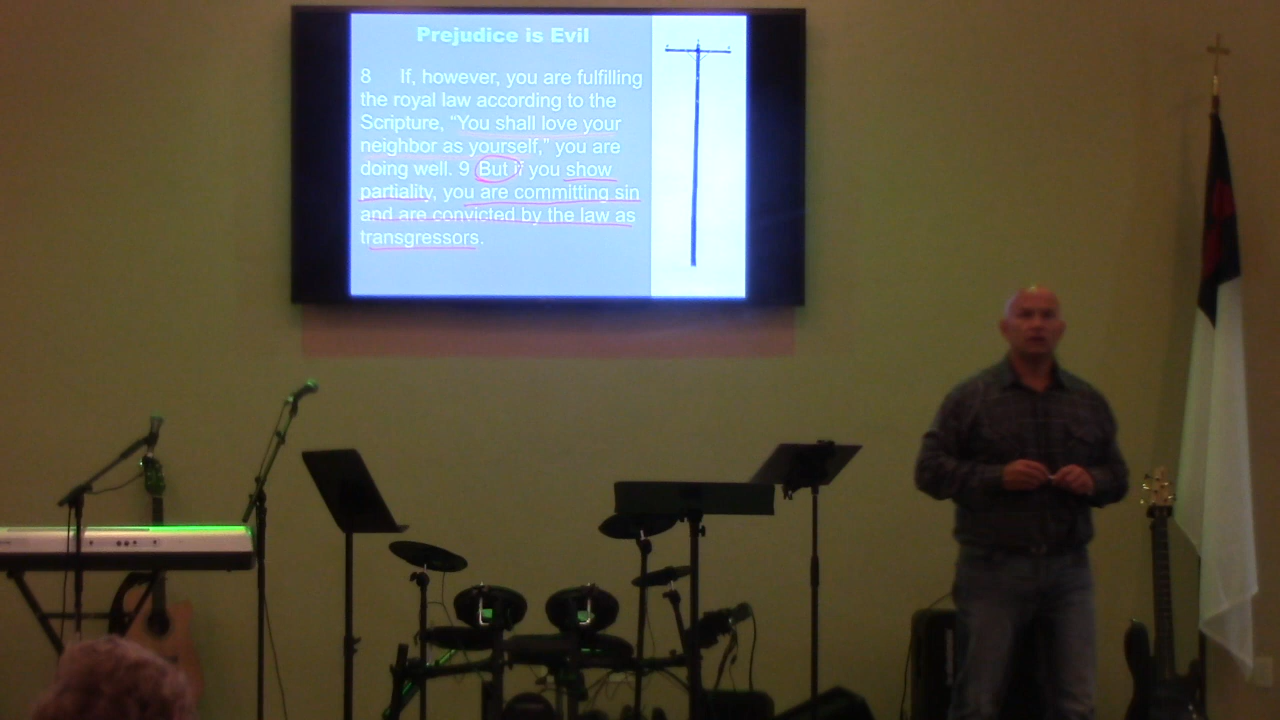 Prejudice is Evil
8 If, however, you are fulfilling
the royal law according to the
Scripture, “You shall love your
neighbor as yourself,” you are
doing well. 9 But if you show
partiality, you are committing sin
and are convicted by the law as
transgressors.